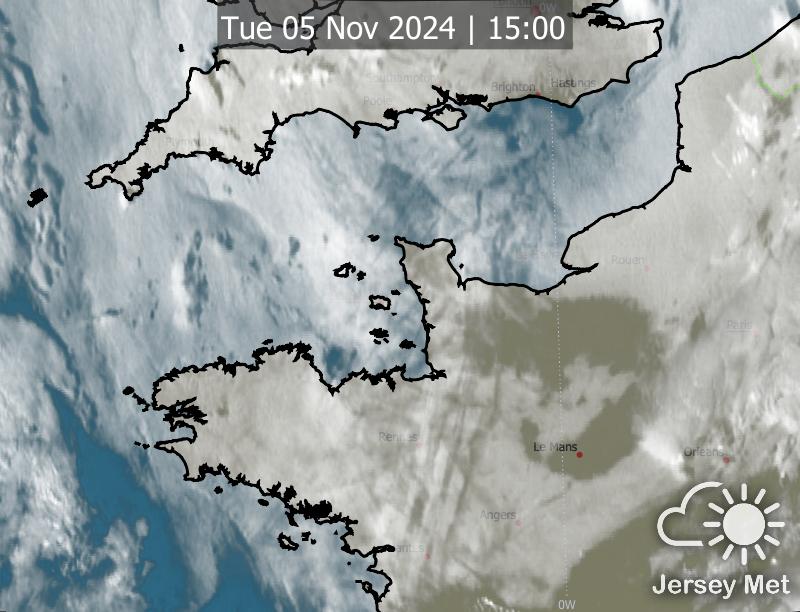 London
0W
Tue 05 Nov 2024 | 15:00
Southampton
Brighton
Hastings
Poole
Rouen
Paris
Rennes
Le Mans
Orleans
Angers
Nantes
Jersey Met
0W